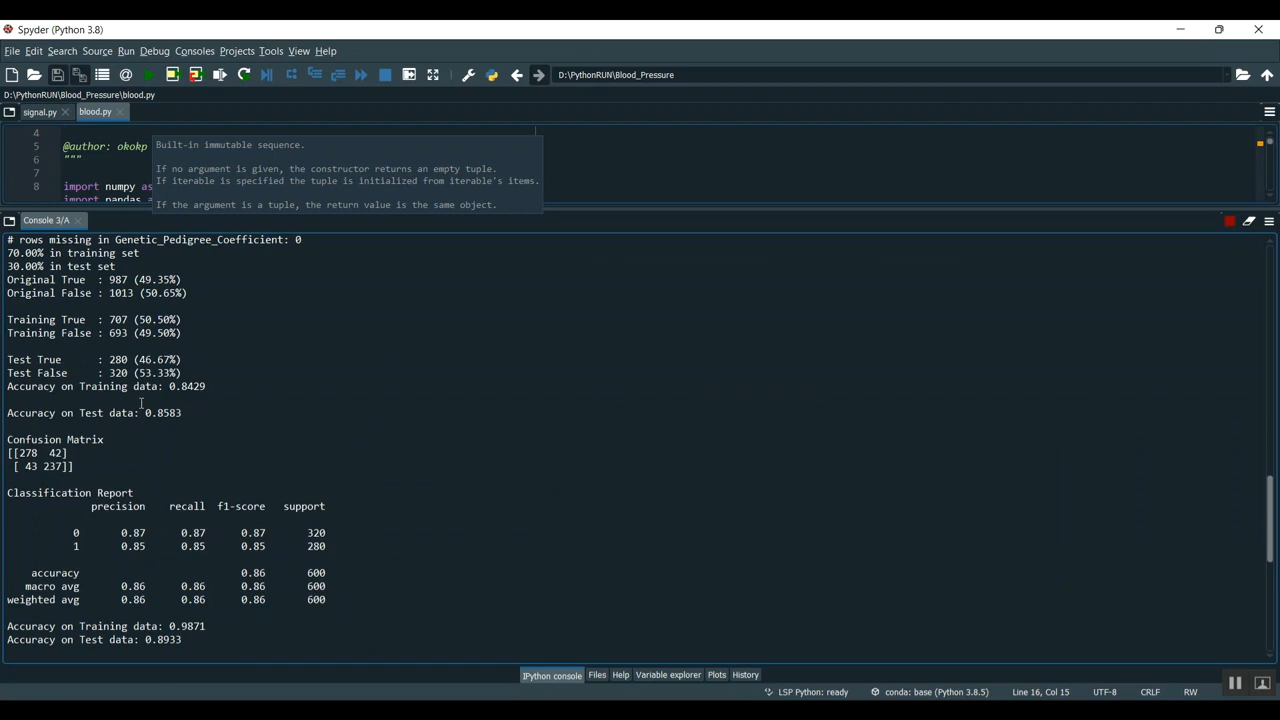 Spyder (Python 3.8)
File Edit Search Source Run Debug Consoles Projects Tools View Help
D:\PythonRUN\Blood_Pressure
D:\PythonRUN\Blood_Pressure\blood.py
signal.py blood.py
4
5 @author: okokp
6 """
7
8 import numpy as
import pandas
Built-in immutable sequence.
If no argument is given, the constructor returns an empty tuple.
If iterable is specified the tuple is initialized from iterable's items.
If the argument is a tuple, the return value is the same object.
Console 3/A
# rows missing in Genetic_Pedigree_Coefficient: 0
70.00% in training set
30.00% in test set
Original True  : 987 (49.35%)
Original False : 1013 (50.65%)
Training True  : 707 (50.50%)
Training False : 693 (49.50%)
Test True      : 280 (46.67%)
Test False     : 320 (53.33%)
Accuracy on Training data: 0.8429
Accuracy on Test data: 0.8583
Confusion Matrix
[[278  42]
 [ 43 237]]
Classification Report
precision    recall  f1-score   support
0       0.87      0.87      0.87       320
1       0.85      0.85      0.85       280
accuracy                           0.86       600
macro avg       0.86      0.86      0.86       600
weighted avg       0.86      0.86      0.86       600
Accuracy on Training data: 0.9871
Accuracy on Test data: 0.8933
IPython console Files Help Variable explorer Plots History
LSP Python: ready conda: base (Python 3.8.5) Line 16, Col 15 UTF-8 CRLF RW